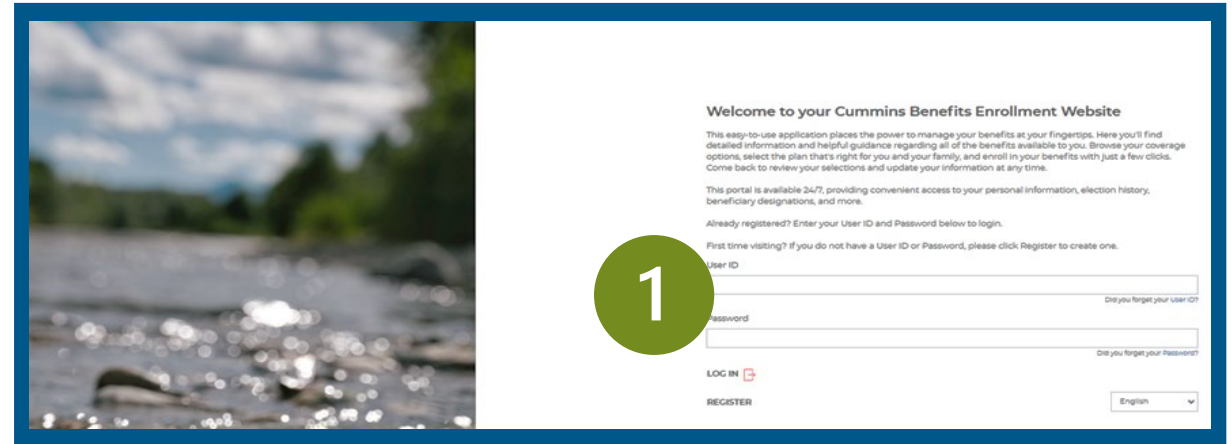 Welcome to your Cummins Benefits Enrollment Website
This easy-to-use application places the power to manage your benefits at your fingertips. Here you'll find
detailed information and helpful guidance regarding all of the benefits available to you. Browse your coverage
options, select the plan that's right for you and your family, and enroll in your benefits with just a few clicks.
Come back to review your selections and update your information at any time.
This portal is available 24/7, providing convenient access to your personal information, election history,
beneficiary designations, and more.
Already registered? Enter your User ID and Password below to login.
First time visiting? If you do not have a User ID or Password, please click Register to create one.
1
User ID
Did you forget your User ID?
Password
Did you forget your Password?
LOG IN
REGISTER
English